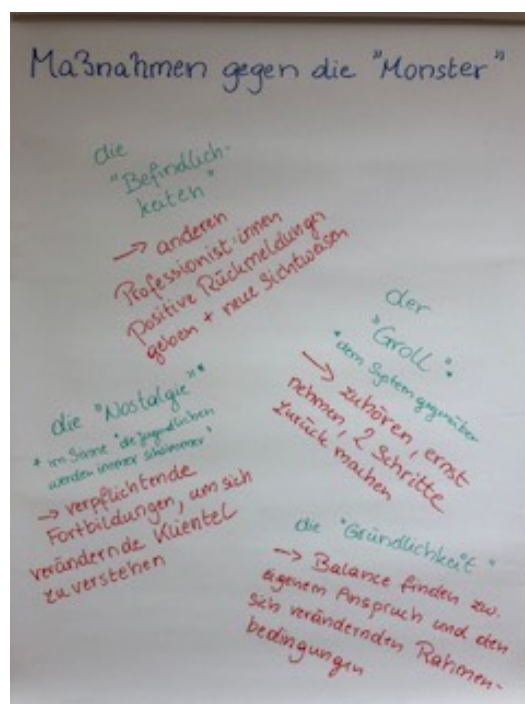 Maßnahmen gegen die "Monster"
die
"Befindlich-
keiten"
→ anderen
Professionist:innen
Positive Rückmeldungen
geben + neue Sichtweisen
der
"Groll"*
*dem System gegenüber
→ zuhören, ernst
nehmen, 2 Schritte
zurück machen
die "Nostalgie"*
* im Sinne "die Jugendlichen
werden immer schlimmer"
→ verpflichtende
Fortbildungen, um sich
verändernde Klientel
zu verstehen
die "Gründlichkeit"
→ Balance finden zw.
eigenem Anspruch und den
sich verändernden Rahmen-
bedingungen